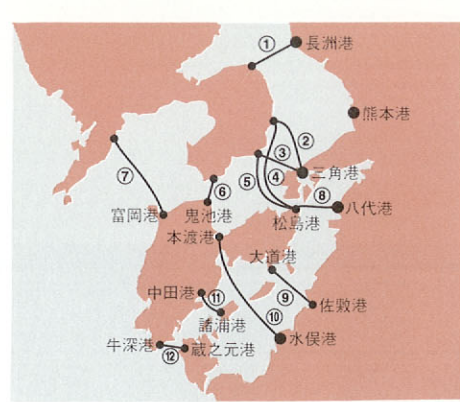 ① 長洲港
熊本港
②
③ 三角港
④
⑤
⑥
⑦
⑧ 八代港
富岡港 鬼池港 松島港
本渡港
大道港
中田港 ⑪ ⑨ 佐敷港
諸浦港 ⑩ 水俣港
牛深港 ⑫ 蔵之元港